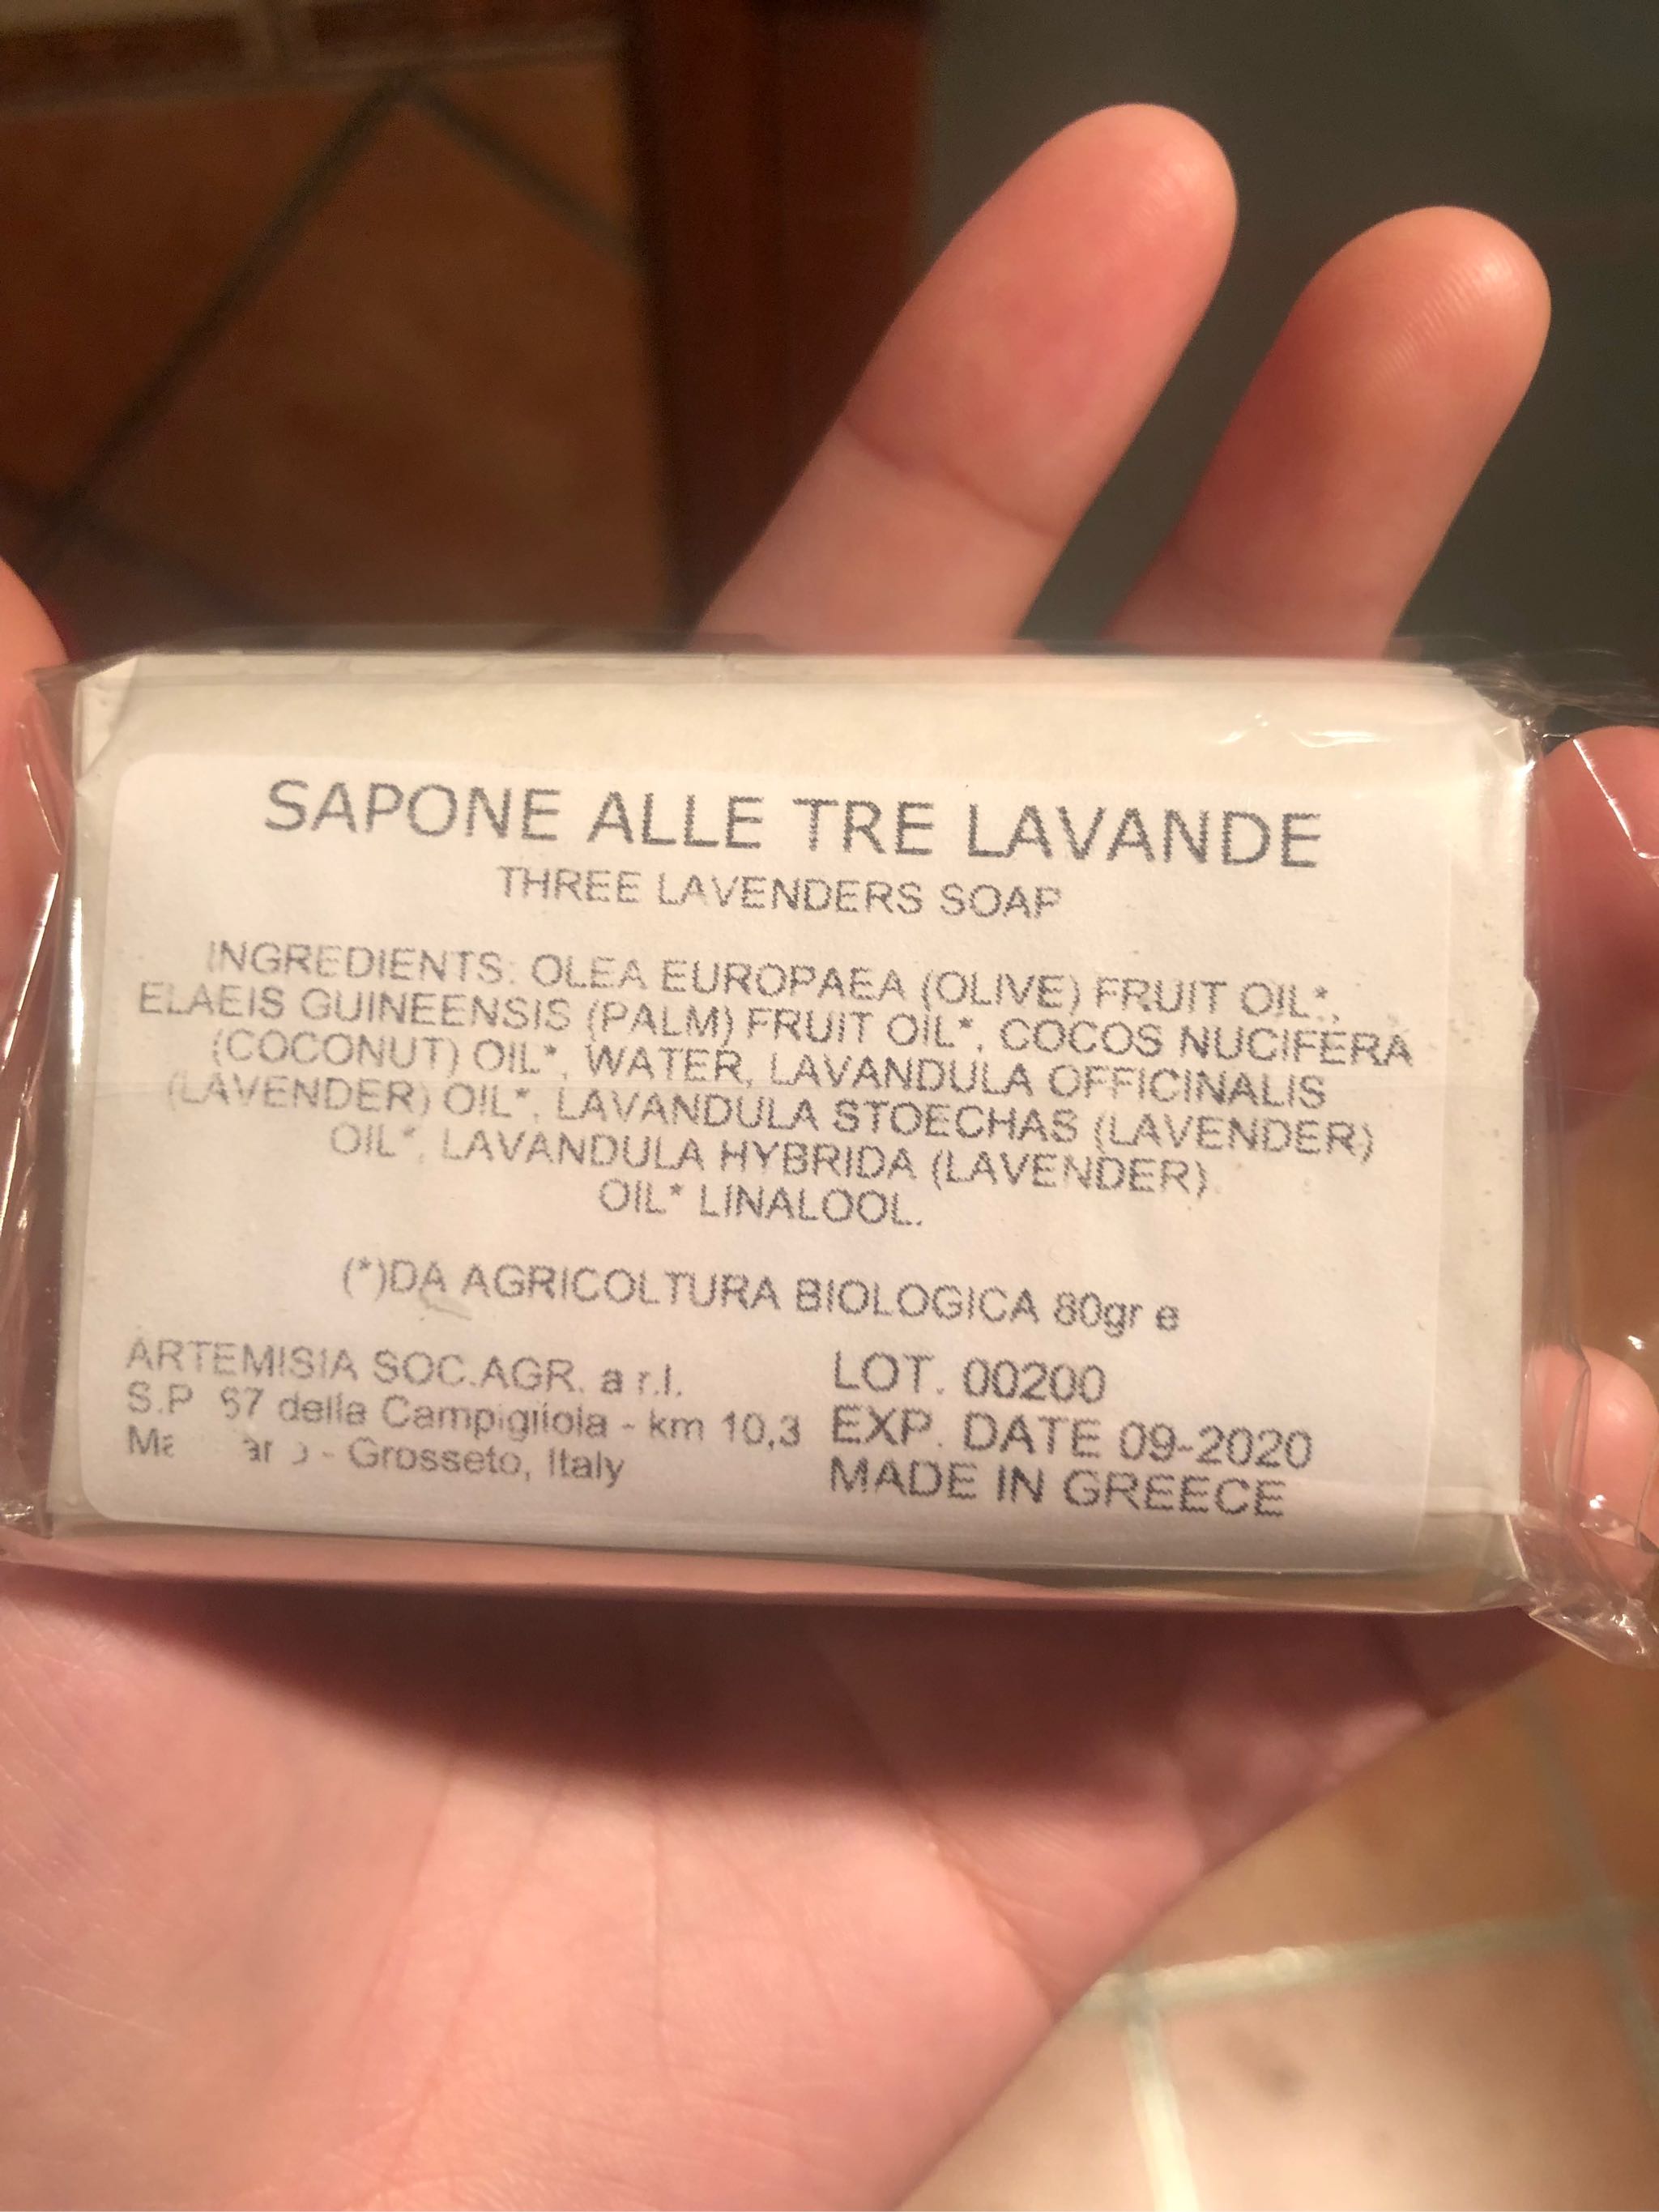 SAPONE ALLE TRE LAVANDE
THREE LAVENDERS SOAP
INGREDIENTS: OLEA EUROPAEA (OLIVE) FRUIT OIL*,
ELAEIS GUINEENSIS (PALM) FRUIT OIL*, COCOS NUCIFERA
(COCONUT) OIL*, WATER, LAVANDULA OFFICINALIS
(LAVENDER) OIL*, LAVANDULA STOECHAS (LAVENDER)
OIL*, LAVANDULA HYBRIDA (LAVENDER)
OIL* LINALOOL.
(*)DA AGRICOLTURA BIOLOGICA 80gr e
ARTEMISIA SOC.AGR. a r.l.
S.P 67 della Campigliola - km 10,3
- Grosseto, Italy
LOT. 00200
EXP. DATE 09-2020
MADE IN GREECE